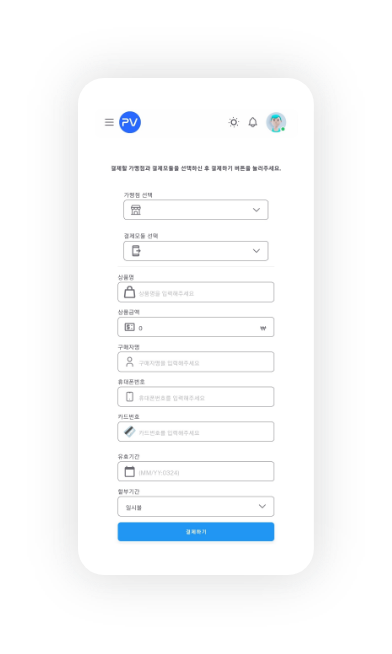 PV
결제할 가맹점과 결제모듈을 선택하신 후 결제하기 버튼을 눌러주세요.
가맹점 선택
결제모듈 선택
상품명
상품명을 입력해주세요
상품금액
0 ₩
구매자명
구매자명을 입력해주세요
휴대폰번호
휴대폰번호를 입력해주세요
카드번호
카드번호를 입력해주세요
유효기간
(MM/YY:0324)
할부기간
일시불
결제하기